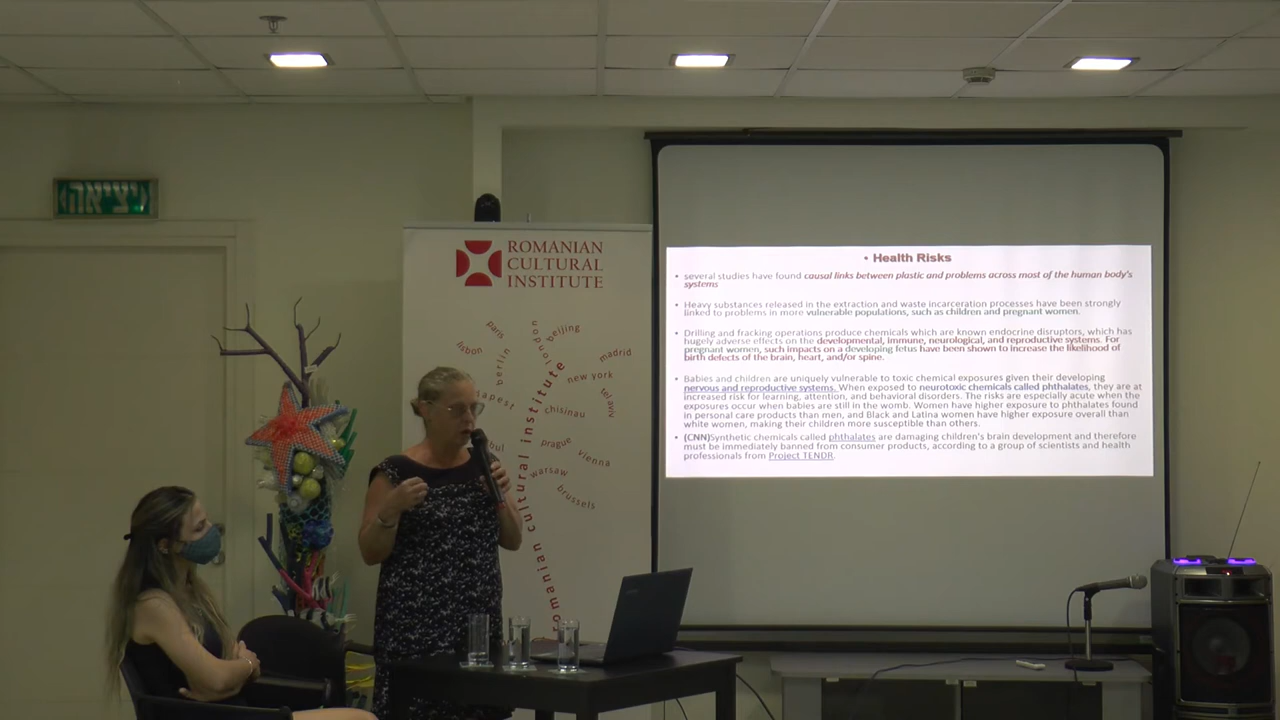 יציאה
ROMANIAN
CULTURAL
INSTITUTE
paris
london
beijing
lisbon
berlin
madrid
new york
tel aviv
chisinau
prague
vienna
warsaw
brussels
romanian cultural institute
• Health Risks
• several studies have found causal links between plastic and problems across most of the human body's
systems
• Heavy substances released in the extraction and waste incarceration processes have been strongly
linked to problems in more vulnerable populations, such as children and pregnant women.
• Drilling and fracking operations produce chemicals which are known endocrine disruptors, which has
hugely adverse effects on the developmental, immune, neurological, and reproductive systems. For
pregnant women, such impacts on a developing fetus have been shown to increase the likelihood of
birth defects of the brain, heart, and/or spine.
• Babies and children are uniquely vulnerable to toxic chemical exposures given their developing
nervous and reproductive systems. When exposed to neurotoxic chemicals called phthalates, they are at
increased risk for learning, attention, and behavioral disorders. The risks are especially acute when the
exposures occur when babies are still in the womb. Women have higher exposure to phthalates found
in personal care products than men, and Black and Latina women have higher exposure overall than
white women, making their children more susceptible than others.
• (CNN)Synthetic chemicals called phthalates are damaging children's brain development and therefore
must be immediately banned from consumer products, according to a group of scientists and health
professionals from Project TENDR.